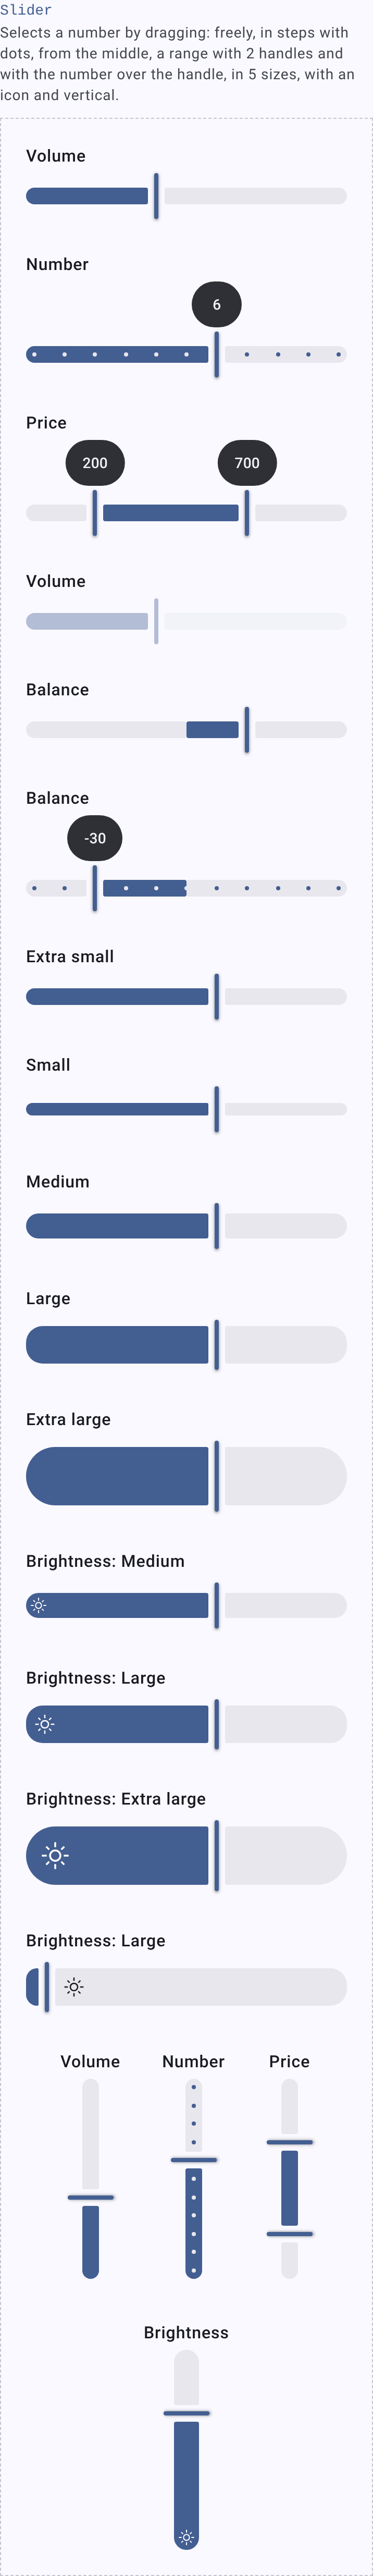 Slider
Selects a number by dragging: freely, in steps with
dots, from the middle, a range with 2 handles and
with the number over the handle, in 5 sizes, with an
icon and vertical.
Volume
Number
6
Price
200 700
Volume
Balance
Balance
-30
Extra small
Small
Medium
Large
Extra large
Brightness: Medium
Brightness: Large
Brightness: Extra large
Brightness: Large
Volume Number Price
Brightness